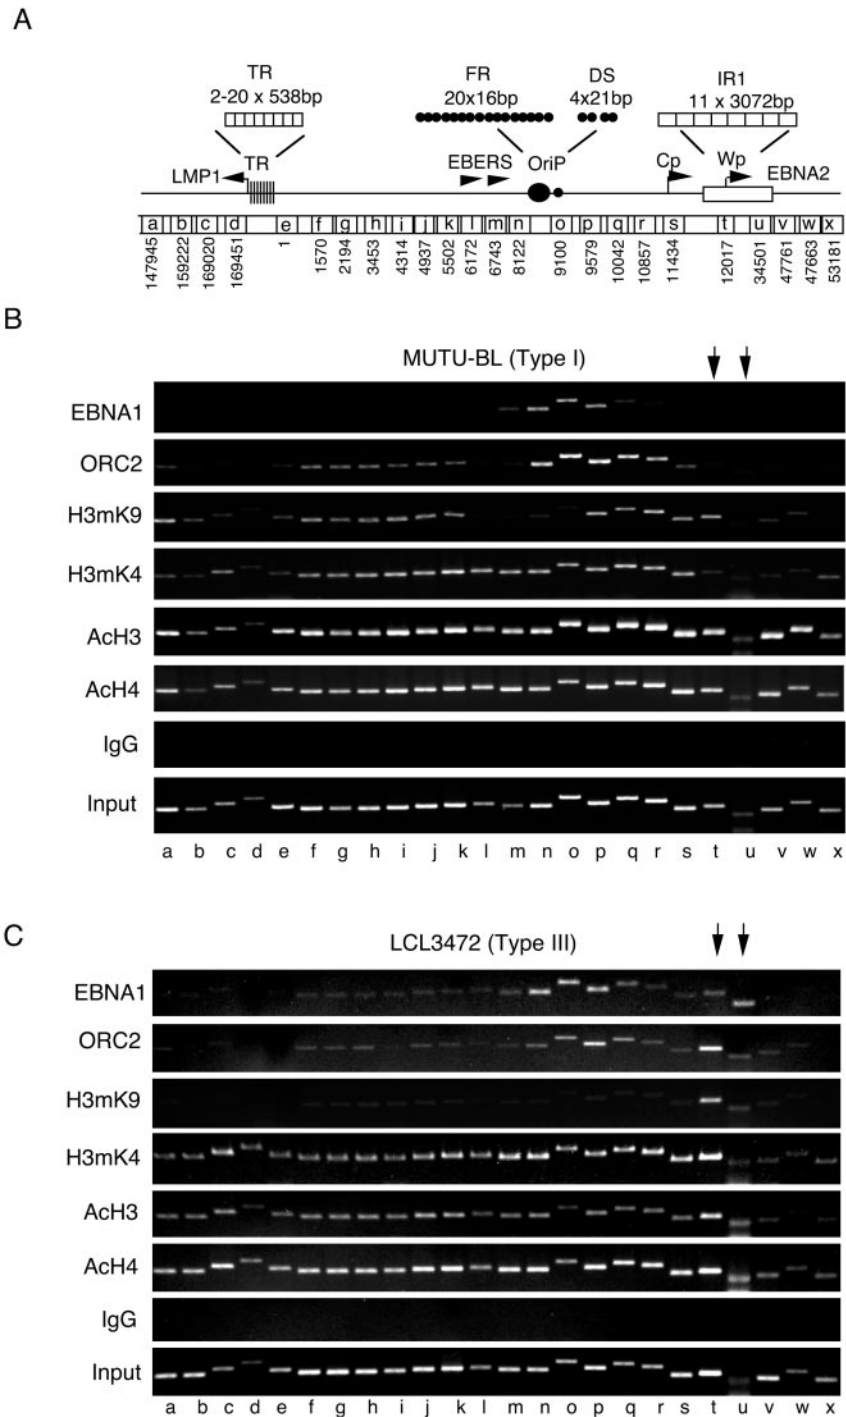 A
TR
2-20 x 538bp
FR
20x16bp
DS
4x21bp
IR1
11 x 3072bp
LMP1
TR
EBERS
OriP
Cp
Wp
EBNA2
a b c d e f g h i j k l m n o p q r s t u v w x
147945 159222 169020 169451 1 1570 2194 3453 4314 4937 5502 6172 6743 8122 9100 9579 10042 10857 11434 12017 34501 47761 47663 53181
B
MUTU-BL (Type I)
EBNA1
ORC2
H3mK9
H3mK4
AcH3
AcH4
IgG
Input
a b c d e f g h i j k l m n o p q r s t u v w x
C
LCL3472 (Type III)
EBNA1
ORC2
H3mK9
H3mK4
AcH3
AcH4
IgG
Input
a b c d e f g h i j k l m n o p q r s t u v w x